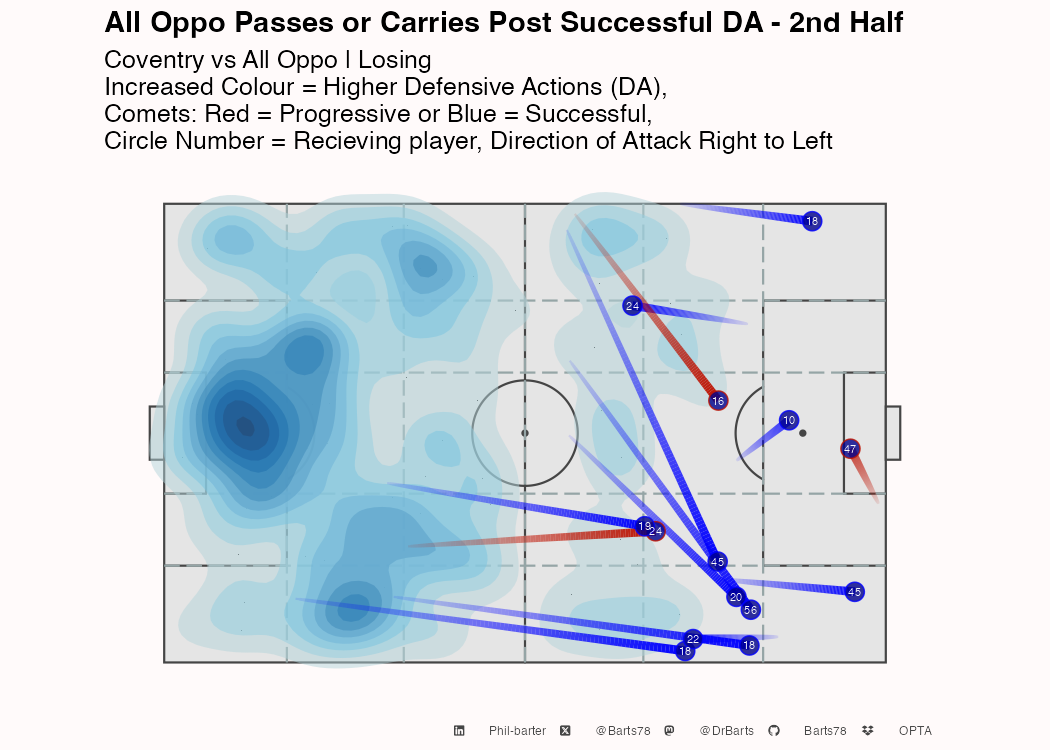 All Oppo Passes or Carries Post Successful DA - 2nd Half
Coventry vs All Oppo | Losing
Increased Colour = Higher Defensive Actions (DA),
Comets: Red = Progressive or Blue = Successful,
Circle Number = Recieving player, Direction of Attack Right to Left
18
24
16
10
47
19
24
45
20
56
45
22
18
18
Phil-barter @Barts78 @DrBarts Barts78 OPTA